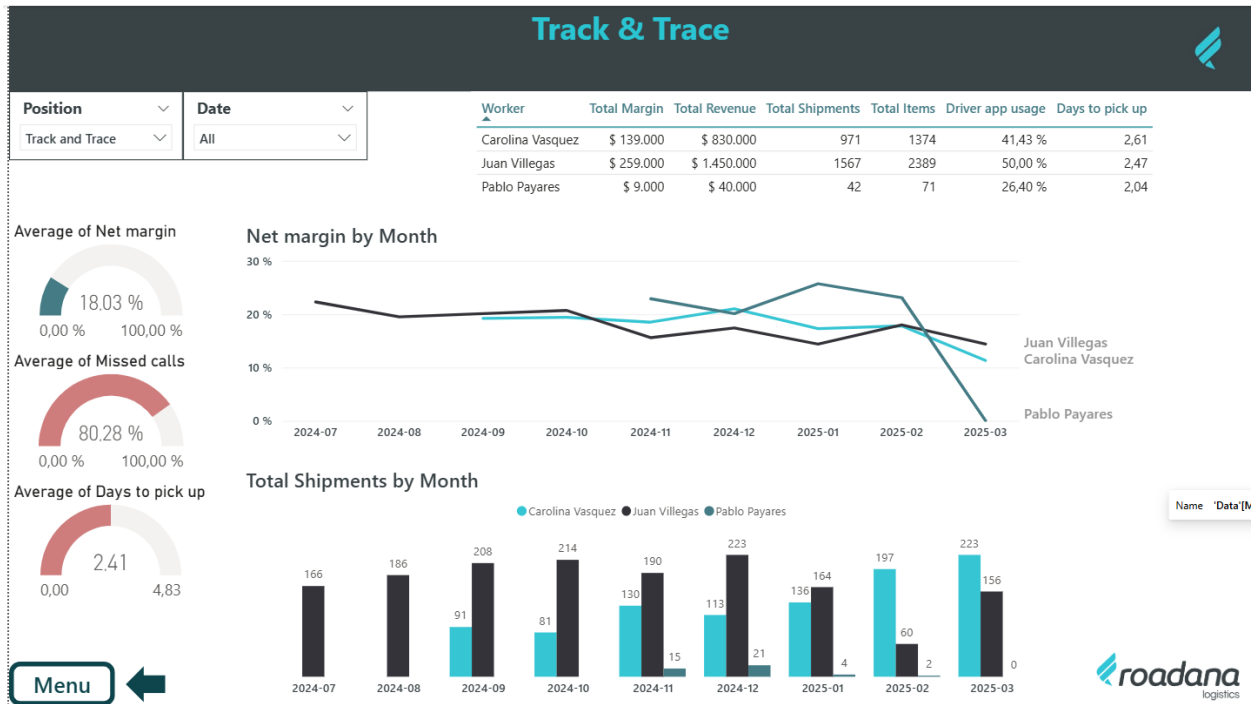 Track & Trace
Position
Track and Trace
Date
All
Worker Total Margin Total Revenue Total Shipments Total Items Driver app usage Days to pick up
Carolina Vasquez $ 139.000 $ 830.000 971 1374 41,43 % 2,61
Juan Villegas $ 259.000 $ 1.450.000 1567 2389 50,00 % 2,47
Pablo Payares $ 9.000 $ 40.000 42 71 26,40 % 2,04
Average of Net margin
18,03 %
0,00 % 100,00 %
Average of Missed calls
80,28 %
0,00 % 100,00 %
Average of Days to pick up
2,41
0,00 4,83
Net margin by Month
30 %
20 %
10 %
0 %
2024-07 2024-08 2024-09 2024-10 2024-11 2024-12 2025-01 2025-02 2025-03
Juan Villegas
Carolina Vasquez
Pablo Payares
Total Shipments by Month
Carolina Vasquez Juan Villegas Pablo Payares
166 186 91 208 81 214 130 190 15 113 223 21 136 164 4 197 60 2 223 156 0
2024-07 2024-08 2024-09 2024-10 2024-11 2024-12 2025-01 2025-02 2025-03
Name 'Data'[M
Menu
roadana
logistics